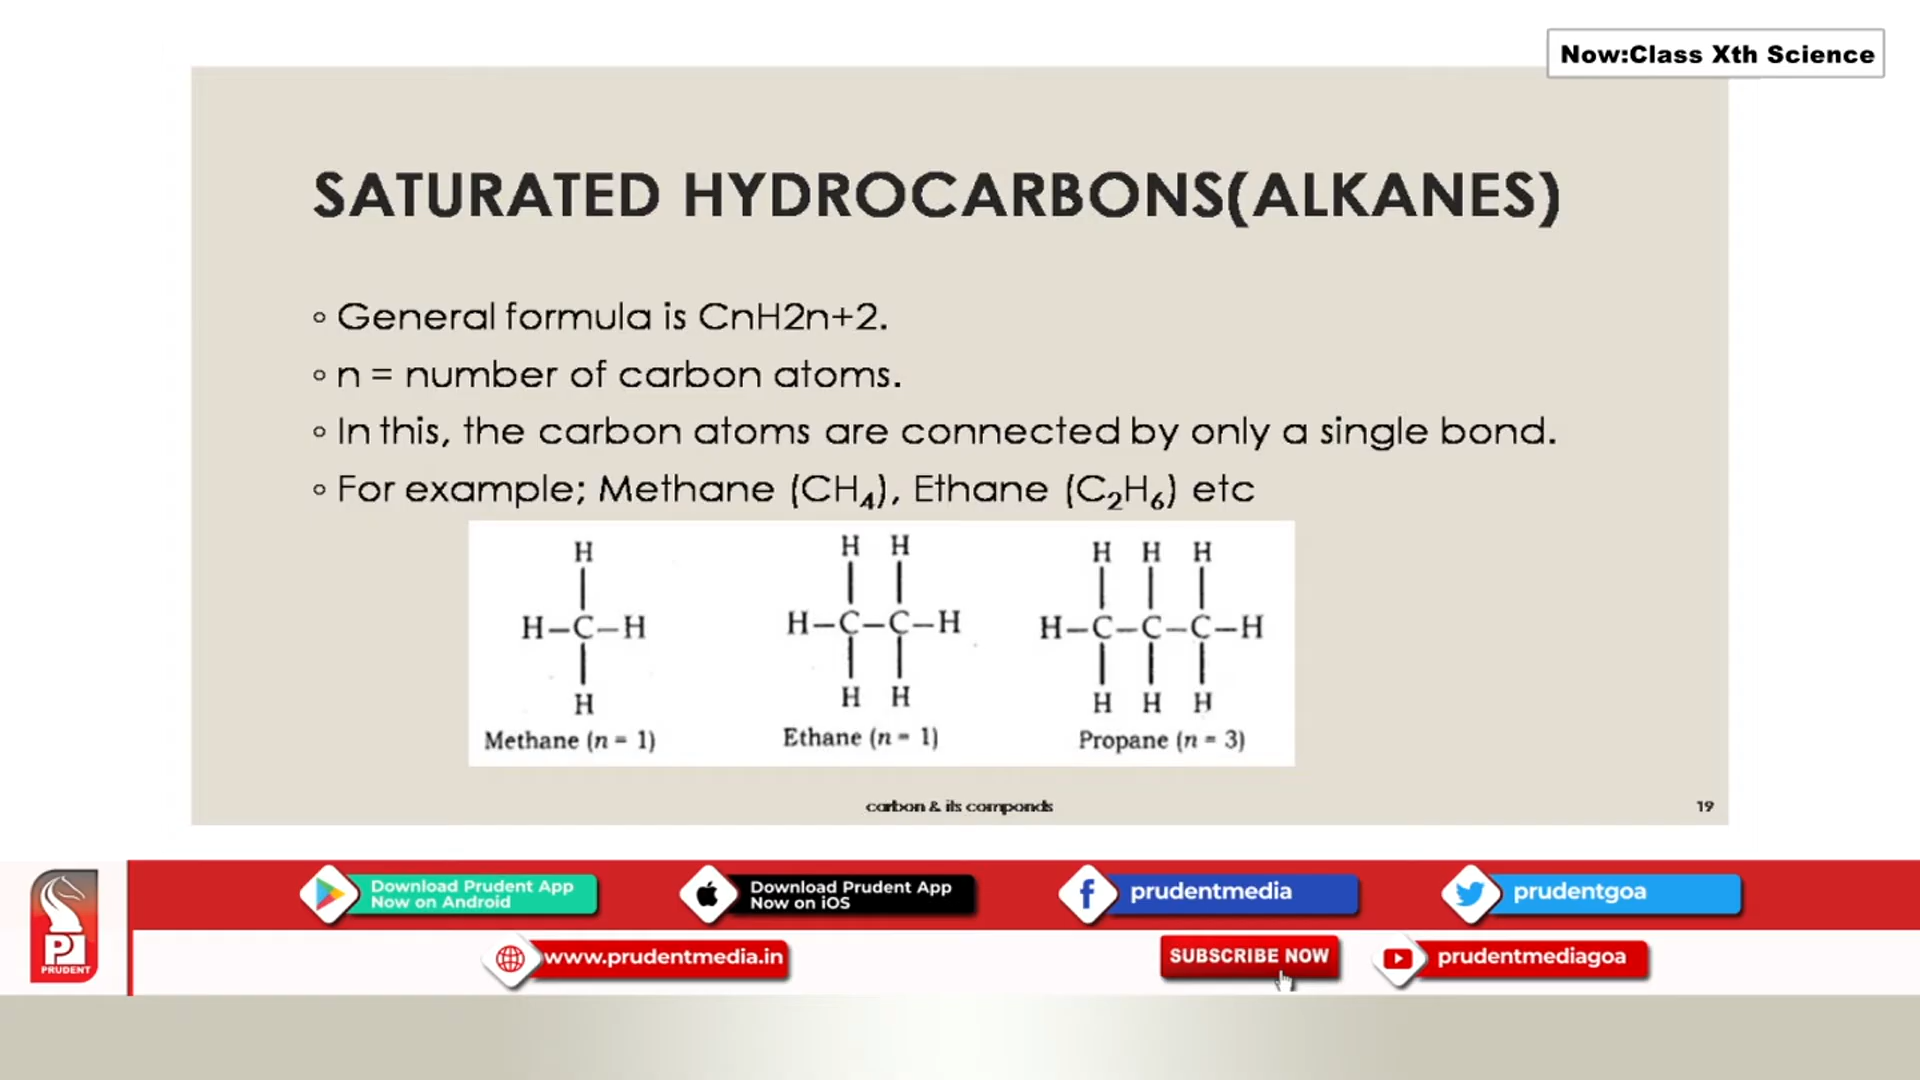 Now:Class Xth Science
SATURATED HYDROCARBONS(ALKANES)
◦ General formula is CnH2n+2.
◦ n = number of carbon atoms.
◦ In this, the carbon atoms are connected by only a single bond.
◦ For example; Methane (CH₄), Ethane (C₂H₆) etc
H
H–C–H
H
Methane (n = 1)
H H
H–C–C–H
H H
Ethane (n = 1)
H H H
H–C–C–C–H
H H H
Propane (n = 3)
carbon & its componds
19
Download Prudent App
Now on Android
Download Prudent App
Now on iOS
prudentmedia
prudentgoa
PRUDENT
www.prudentmedia.in
SUBSCRIBE NOW
prudentmediagoa